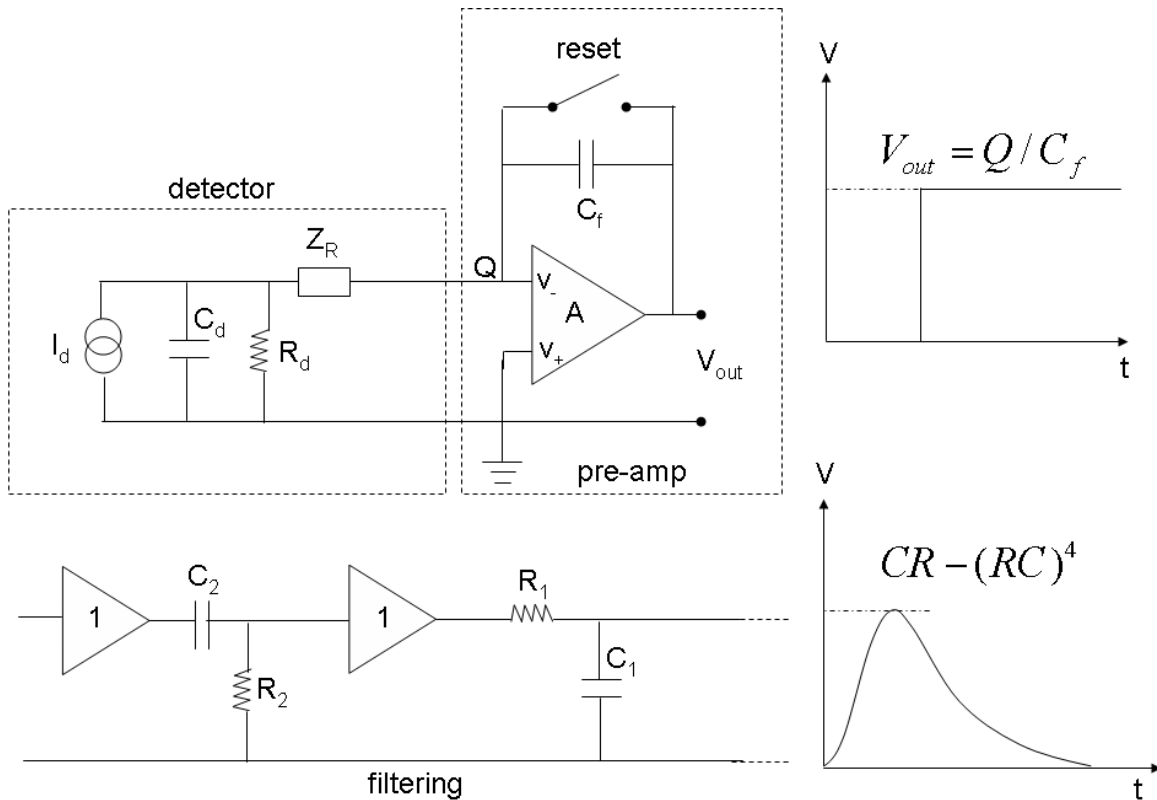 reset
V
V_out = Q / C_f
detector
C_f
Z_R
Q
V_-
A
C_d
I_d
R_d
V_+
V_out
t
pre-amp
V
CR – (RC)^4
C_2
R_1
1
1
C_1
R_2
filtering
t